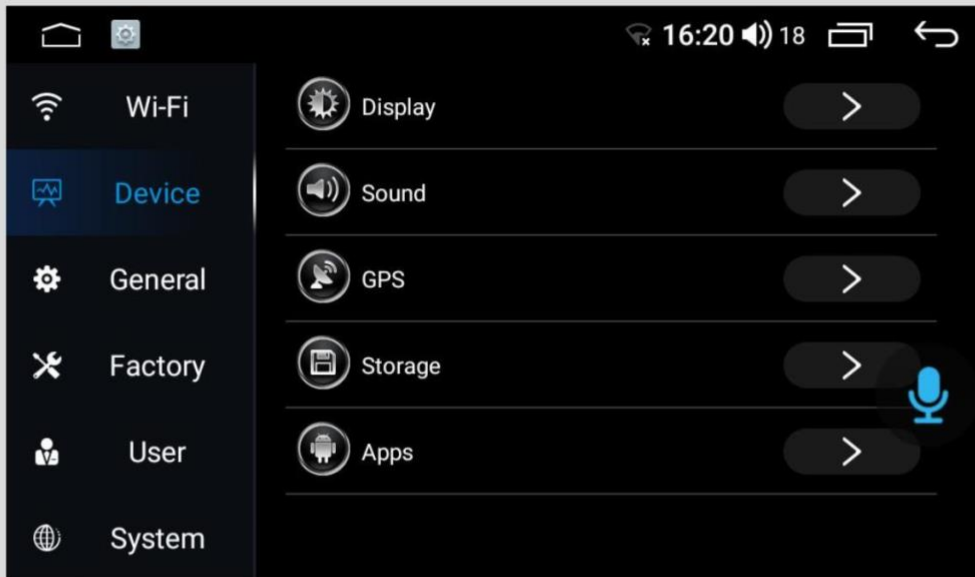 16:20 18
Wi-Fi
Device
General
Factory
User
System
Display
Sound
GPS
Storage
Apps